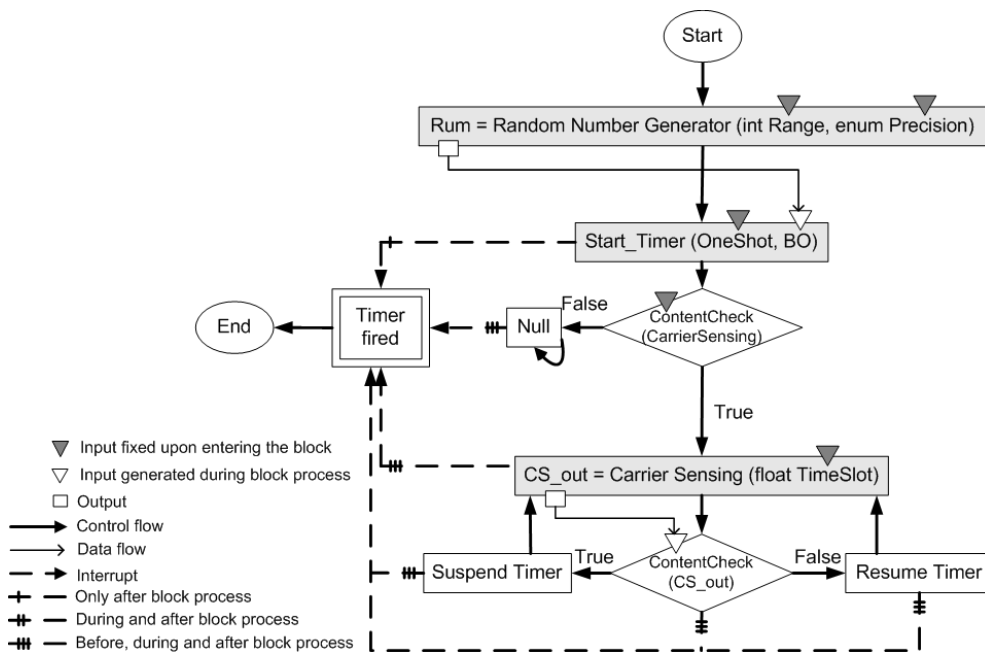 Start
Rum = Random Number Generator (int Range, enum Precision)
Start_Timer (OneShot, BO)
End
Timer
fired
Null
False
ContentCheck
(CarrierSensing)
True
CS_out = Carrier Sensing (float TimeSlot)
Suspend Timer
True
ContentCheck
(CS_out)
False
Resume Timer
Input fixed upon entering the block
Input generated during block process
Output
Control flow
Data flow
Interrupt
Only after block process
During and after block process
Before, during and after block process